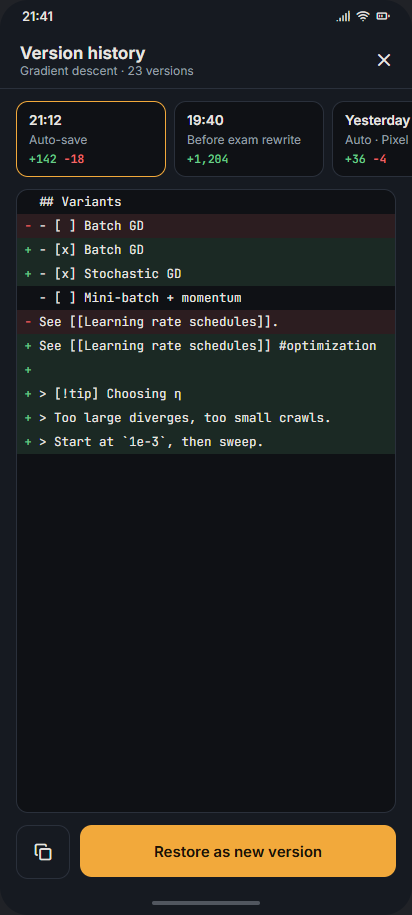 21:41
Version history
Gradient descent · 23 versions
21:12
Auto-save
+142 -18
19:40
Before exam rewrite
+1,204
Yesterday
Auto · Pixel
+36 -4
## Variants
- - [ ] Batch GD
+ - [x] Batch GD
+ - [x] Stochastic GD
- [ ] Mini-batch + momentum
- See [[Learning rate schedules]].
+ See [[Learning rate schedules]] #optimization
+
+ > [!tip] Choosing η
+ > Too large diverges, too small crawls.
+ > Start at `1e-3`, then sweep.
Restore as new version